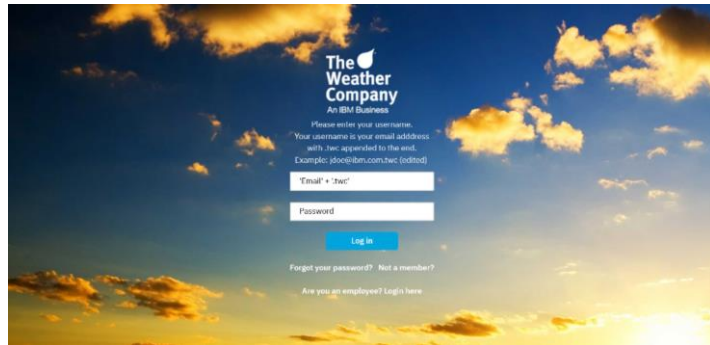 The
Weather
Company
An IBM Business
Please enter your username.
Your username is your email adddress
with .twc appended to the end.
Example: jdoe@ibm.com.twc (edited)
'Email' + '.twc'
Password
Log in
Forgot your password? Not a member?
Are you an employee? Login here